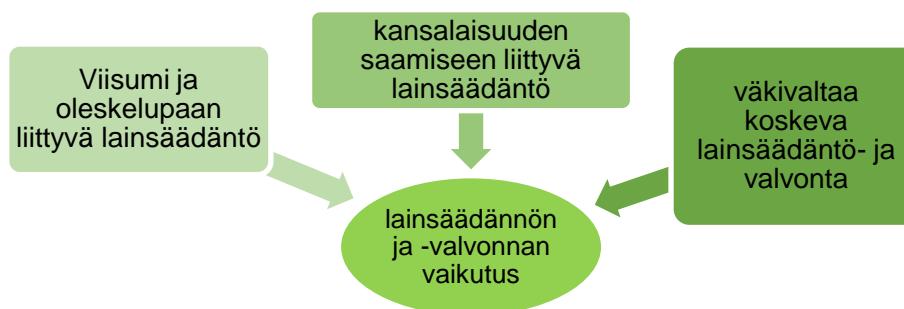 Viisumi ja
oleskelupaan
liittyvä lainsäädäntö
kansalaisuuden
saamiseen liittyvä
lainsäädäntö
väkivaltaa
koskeva
lainsäädäntö- ja
valvonta
lainsäädännön
ja -valvonnan
vaikutus